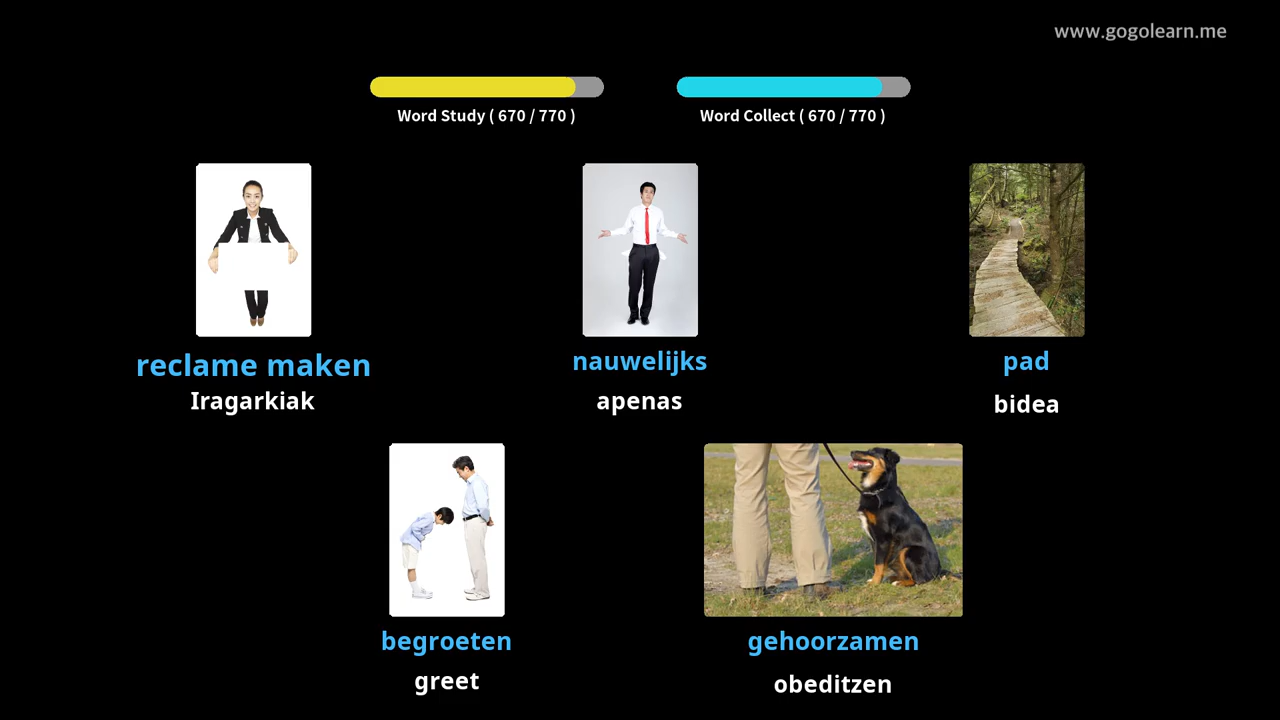 www.gogolearn.me
Word Study ( 670 / 770 )
Word Collect ( 670 / 770 )
reclame maken
Iragarkiak
nauwelijks
apenas
pad
bidea
begroeten
greet
gehoorzamen
obeditzen